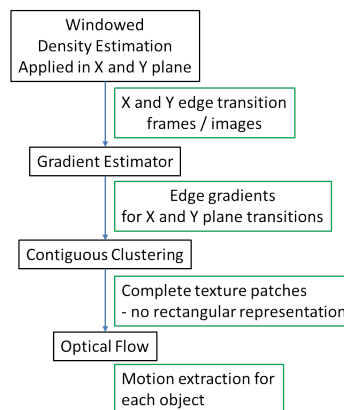 Windowed
Density Estimation
Applied in X and Y plane
X and Y edge transition
frames / images
Gradient Estimator
Edge gradients
for X and Y plane transitions
Contiguous Clustering
Complete texture patches
- no rectangular representation
Optical Flow
Motion extraction for
each object